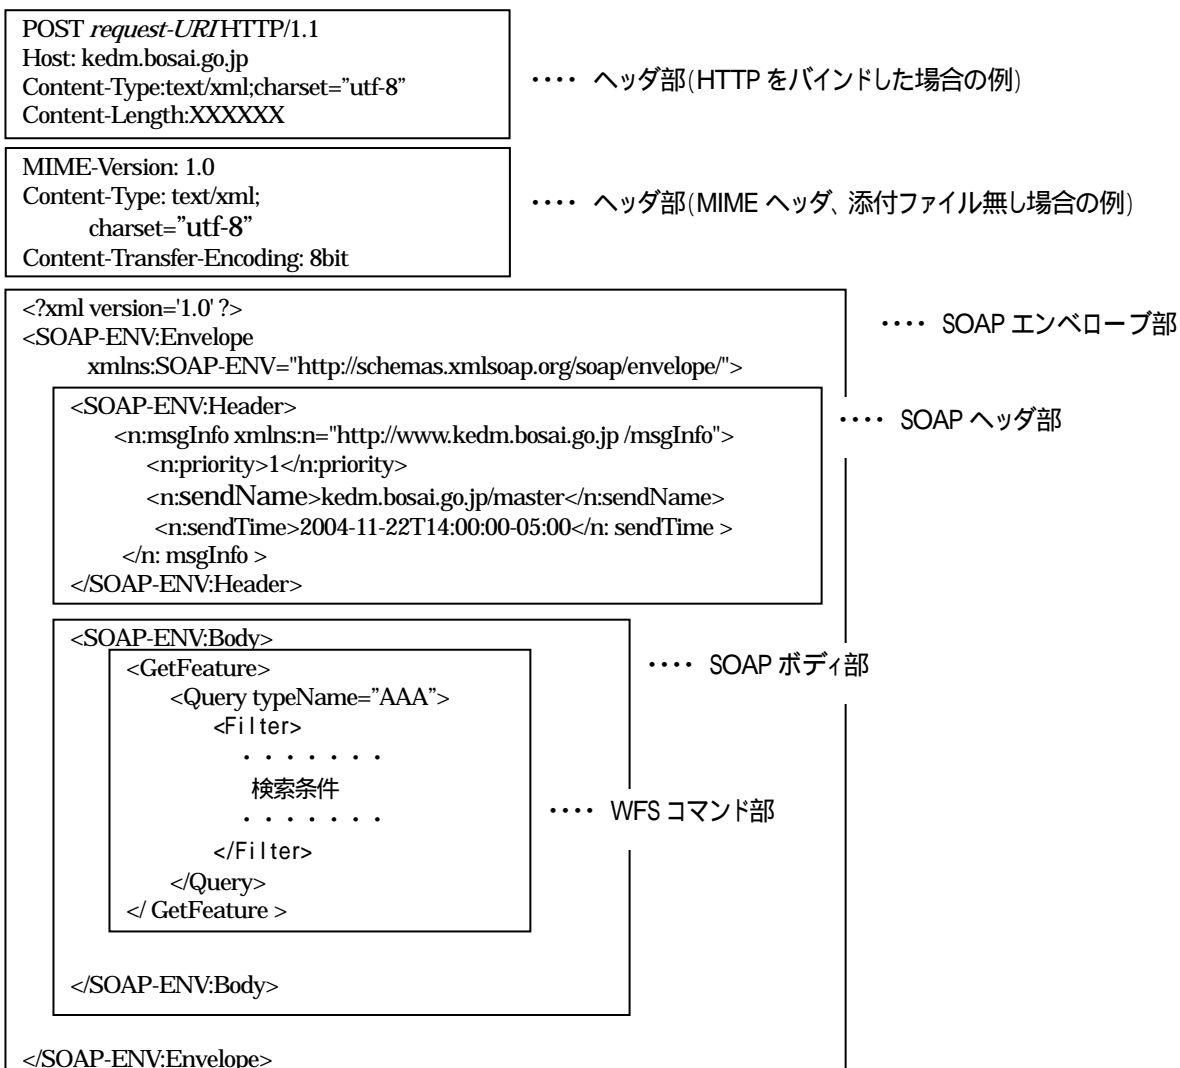 POST request-URI HTTP/1.1
Host: kedm.bosai.go.jp
Content-Type:text/xml;charset=”utf-8”
Content-Length:XXXXXX
・・・・ ヘッダ部(HTTP をバインドした場合の例)
MIME-Version: 1.0
Content-Type: text/xml;
charset=”utf-8”
Content-Transfer-Encoding: 8bit
・・・・ ヘッダ部(MIME ヘッダ、添付ファイル無し場合の例)
<?xml version='1.0' ?>
<SOAP-ENV:Envelope
xmlns:SOAP-ENV="http://schemas.xmlsoap.org/soap/envelope/">
・・・・ SOAP エンベローブ部
<SOAP-ENV:Header>
<n:msgInfo xmlns:n="http://www.kedm.bosai.go.jp /msgInfo">
<n:priority>1</n:priority>
<n:sendName>kedm.bosai.go.jp/master</n:sendName>
<n:sendTime>2004-11-22T14:00:00-05:00</n: sendTime >
</n: msgInfo >
</SOAP-ENV:Header>
・・・・ SOAP ヘッダ部
<SOAP-ENV:Body>
・・・・ SOAP ボディ部
<GetFeature>
<Query typeName=”AAA”>
<Filter>
・・・・・・・
検索条件
・・・・・・・
</Filter>
</Query>
</ GetFeature >
・・・・ WFS コマンド部
</SOAP-ENV:Body>
</SOAP-ENV:Envelope>